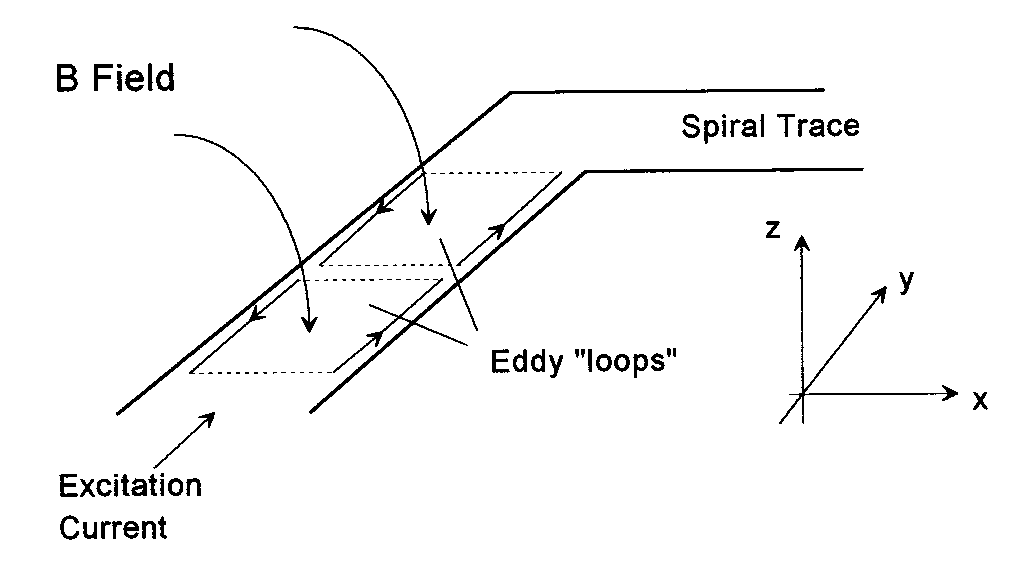 B Field
Spiral Trace
z
y
Eddy "loops"
x
Excitation
Current